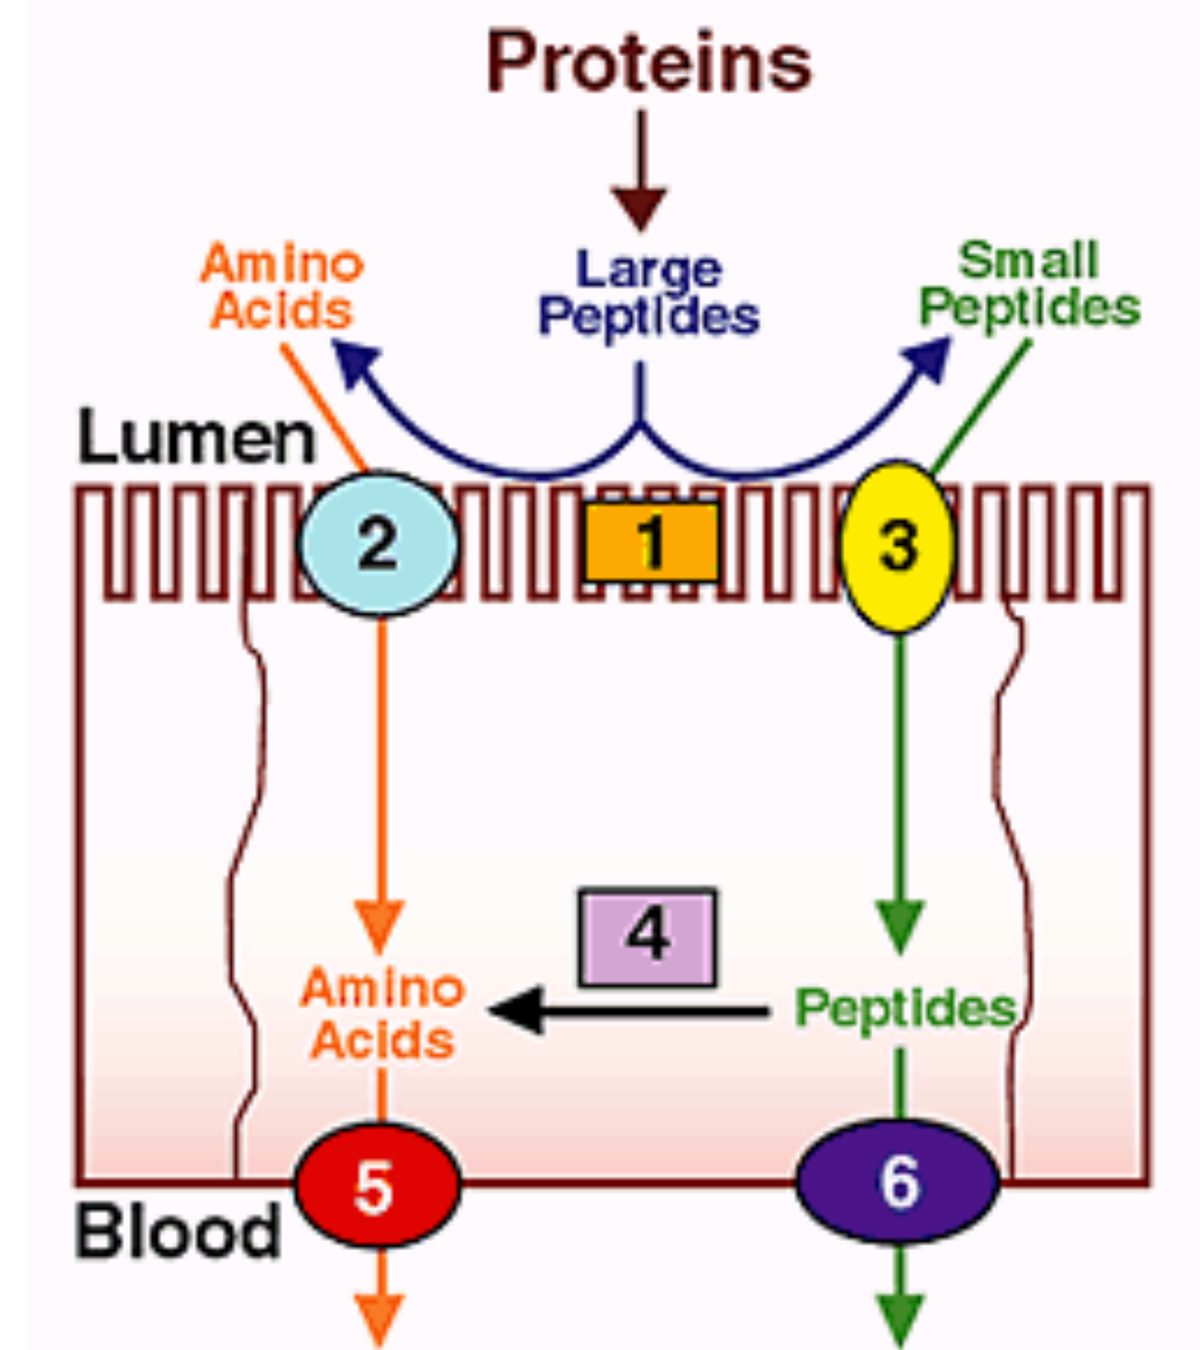 Proteins
Amino
Acids
Large
Peptides
Small
Peptides
Lumen
2
1
3
4
Amino
Acids
Peptides
5
6
Blood